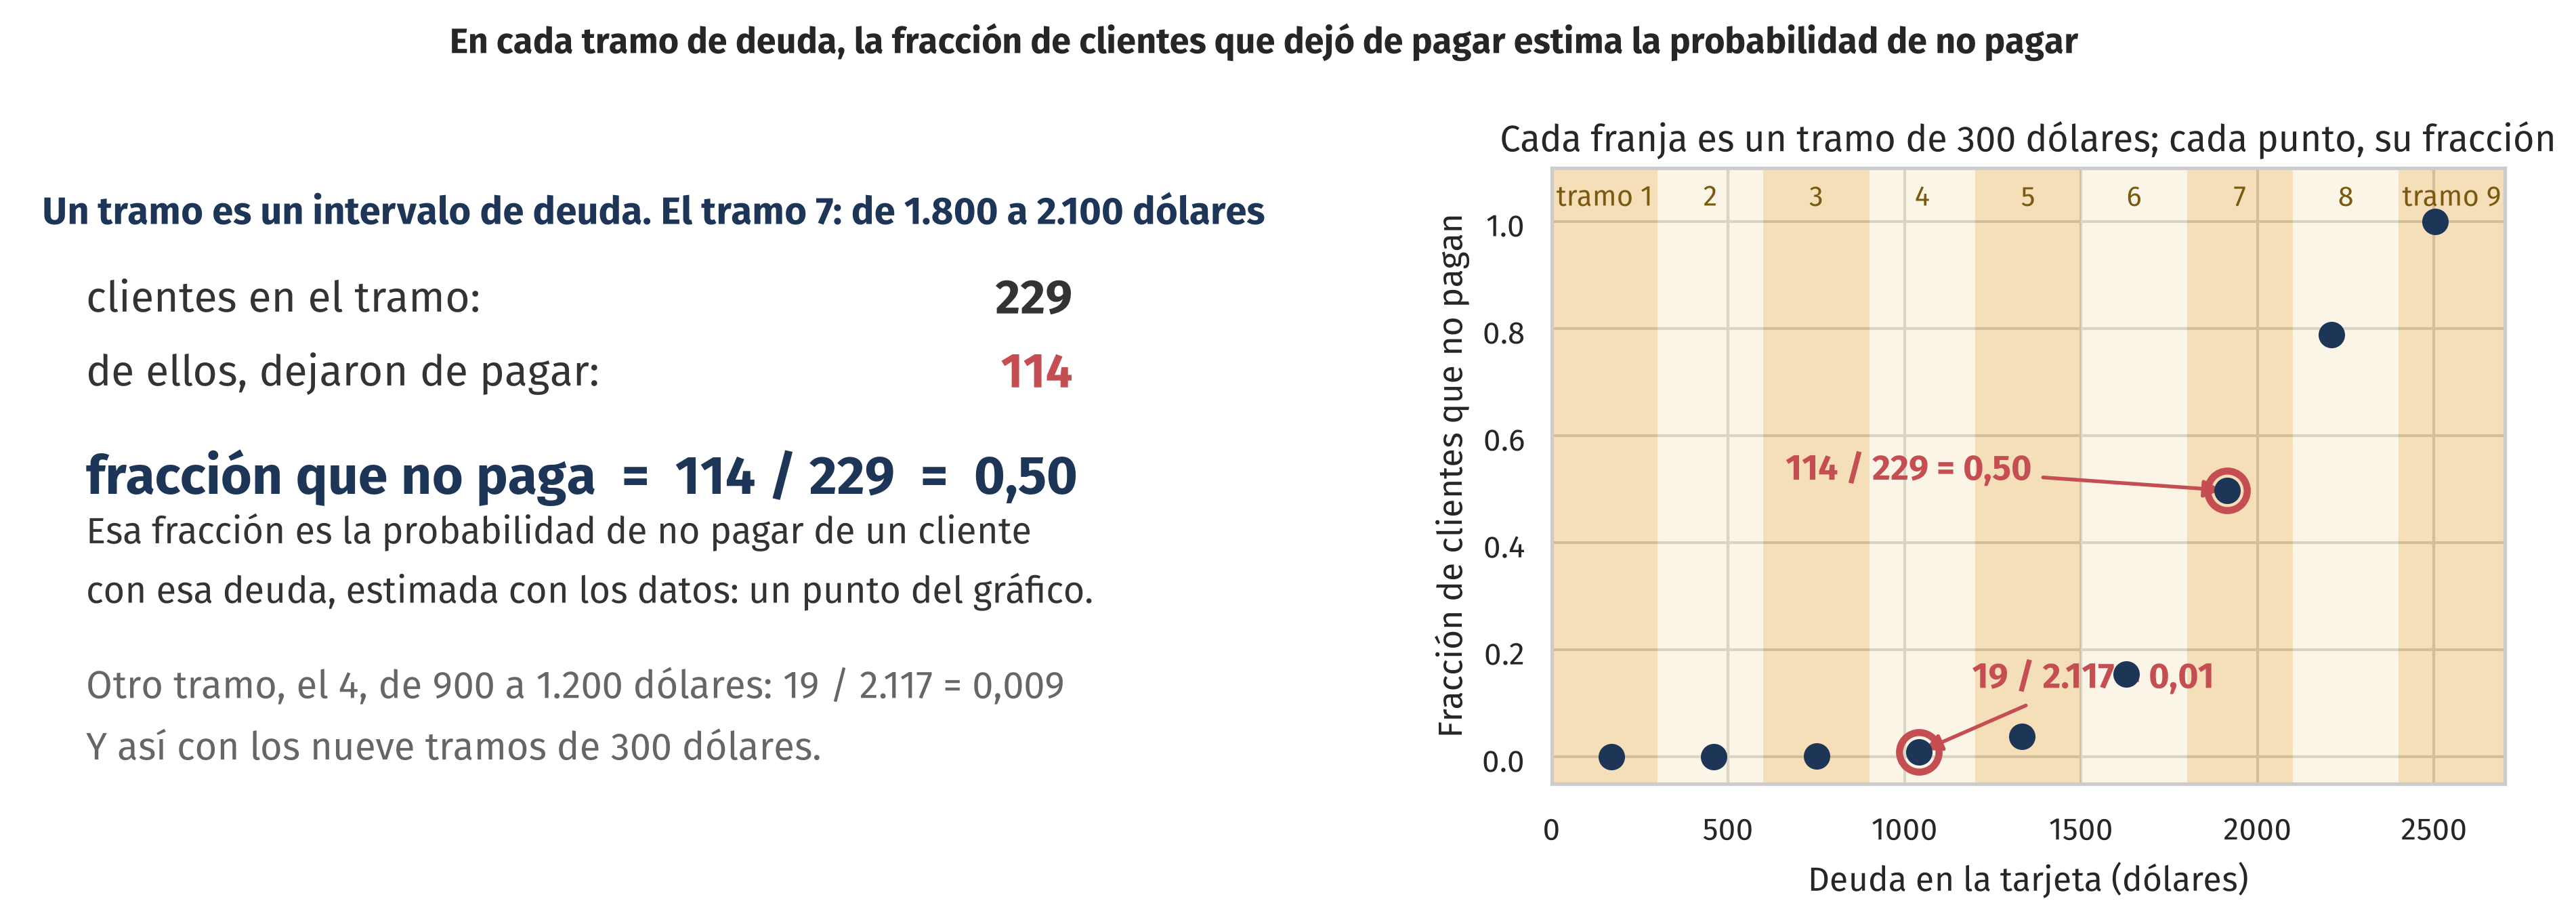 En cada tramo de deuda, la fracción de clientes que dejó de pagar estima la probabilidad de no pagar
Un tramo es un intervalo de deuda. El tramo 7: de 1.800 a 2.100 dólares
clientes en el tramo: 229
de ellos, dejaron de pagar: 114
fracción que no paga = 114 / 229 = 0,50
Esa fracción es la probabilidad de no pagar de un cliente
con esa deuda, estimada con los datos: un punto del gráfico.
Otro tramo, el 4, de 900 a 1.200 dólares: 19 / 2.117 = 0,009
Y así con los nueve tramos de 300 dólares.
Cada franja es un tramo de 300 dólares; cada punto, su fracción
tramo 1 2 3 4 5 6 7 8 tramo 9
Fracción de clientes que no pagan
1.0
0.8
0.6
0.4
0.2
0.0
114 / 229 = 0,50
19 / 2.117 0,01
0 500 1000 1500 2000 2500
Deuda en la tarjeta (dólares)